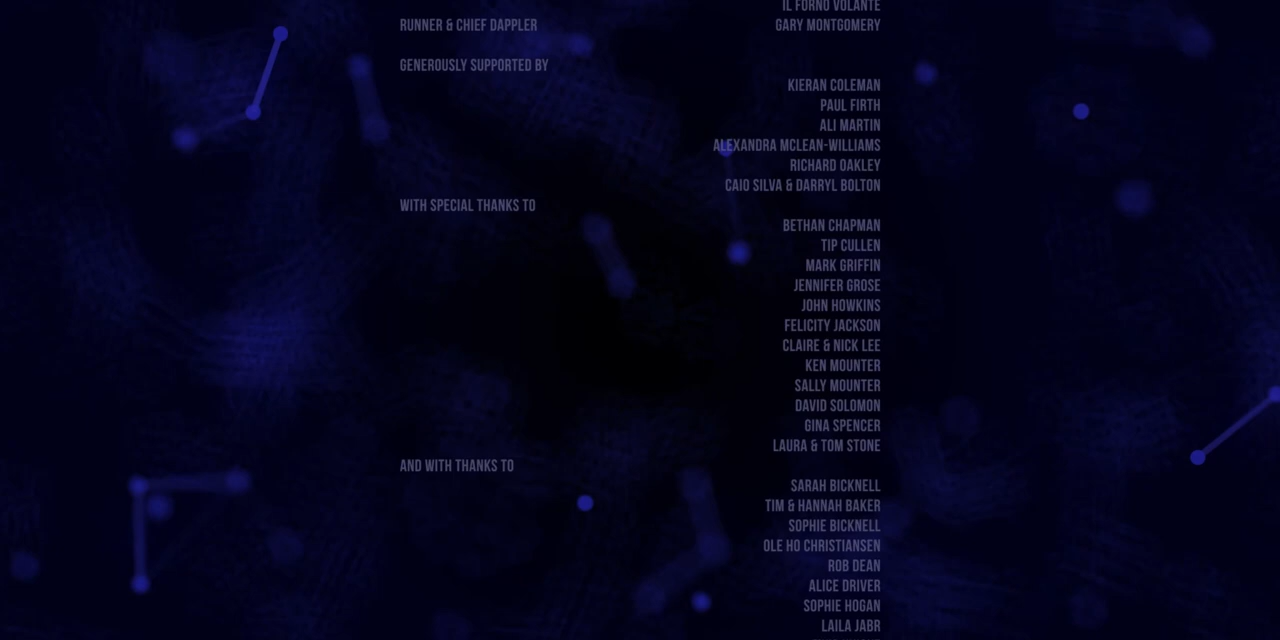 IL FORNO VOLANTE
RUNNER & CHIEF DAPPLER
GARY MONTGOMERY
GENEROUSLY SUPPORTED BY
KIERAN COLEMAN
PAUL FIRTH
ALI MARTIN
ALEXANDRA MCLEAN-WILLIAMS
RICHARD OAKLEY
CAIO SILVA & DARRYL BOLTON
WITH SPECIAL THANKS TO
BETHAN CHAPMAN
TIP CULLEN
MARK GRIFFIN
JENNIFER GROSE
JOHN HOWKINS
FELICITY JACKSON
CLAIRE & NICK LEE
KEN MOUNTER
SALLY MOUNTER
DAVID SOLOMON
GINA SPENCER
LAURA & TOM STONE
AND WITH THANKS TO
SARAH BICKNELL
TIM & HANNAH BAKER
SOPHIE BICKNELL
OLE HO CHRISTIANSEN
ROB DEAN
ALICE DRIVER
SOPHIE HOGAN
LAILA JABR